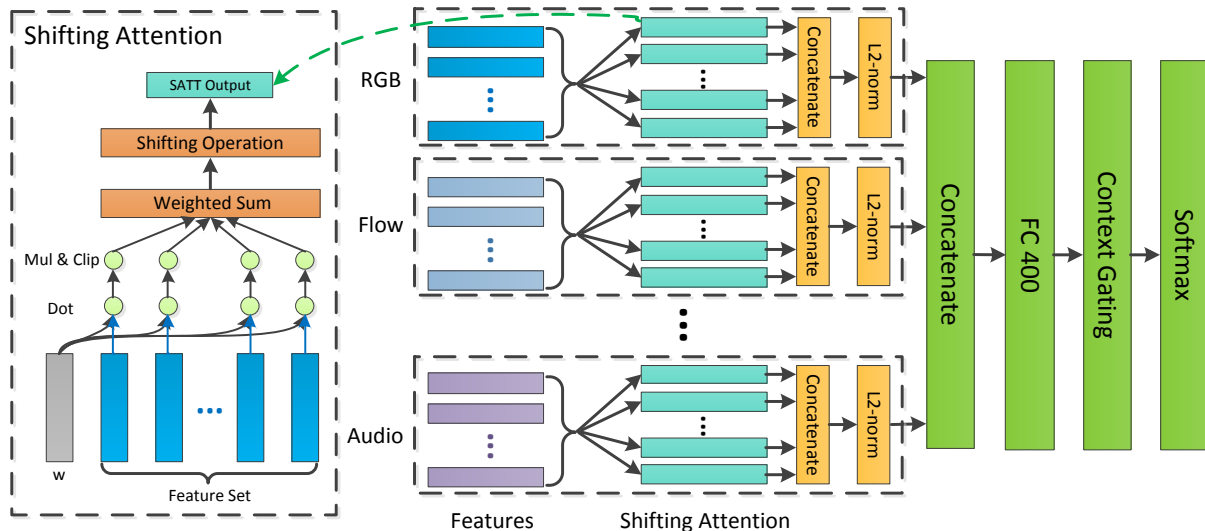 Shifting Attention
SATT Output
Shifting Operation
Weighted Sum
Mul & Clip
Dot
w
Feature Set
RGB
Concatenate
L2-norm
Flow
Concatenate
L2-norm
Audio
Concatenate
L2-norm
Features
Shifting Attention
Concatenate
FC 400
Context Gating
Softmax